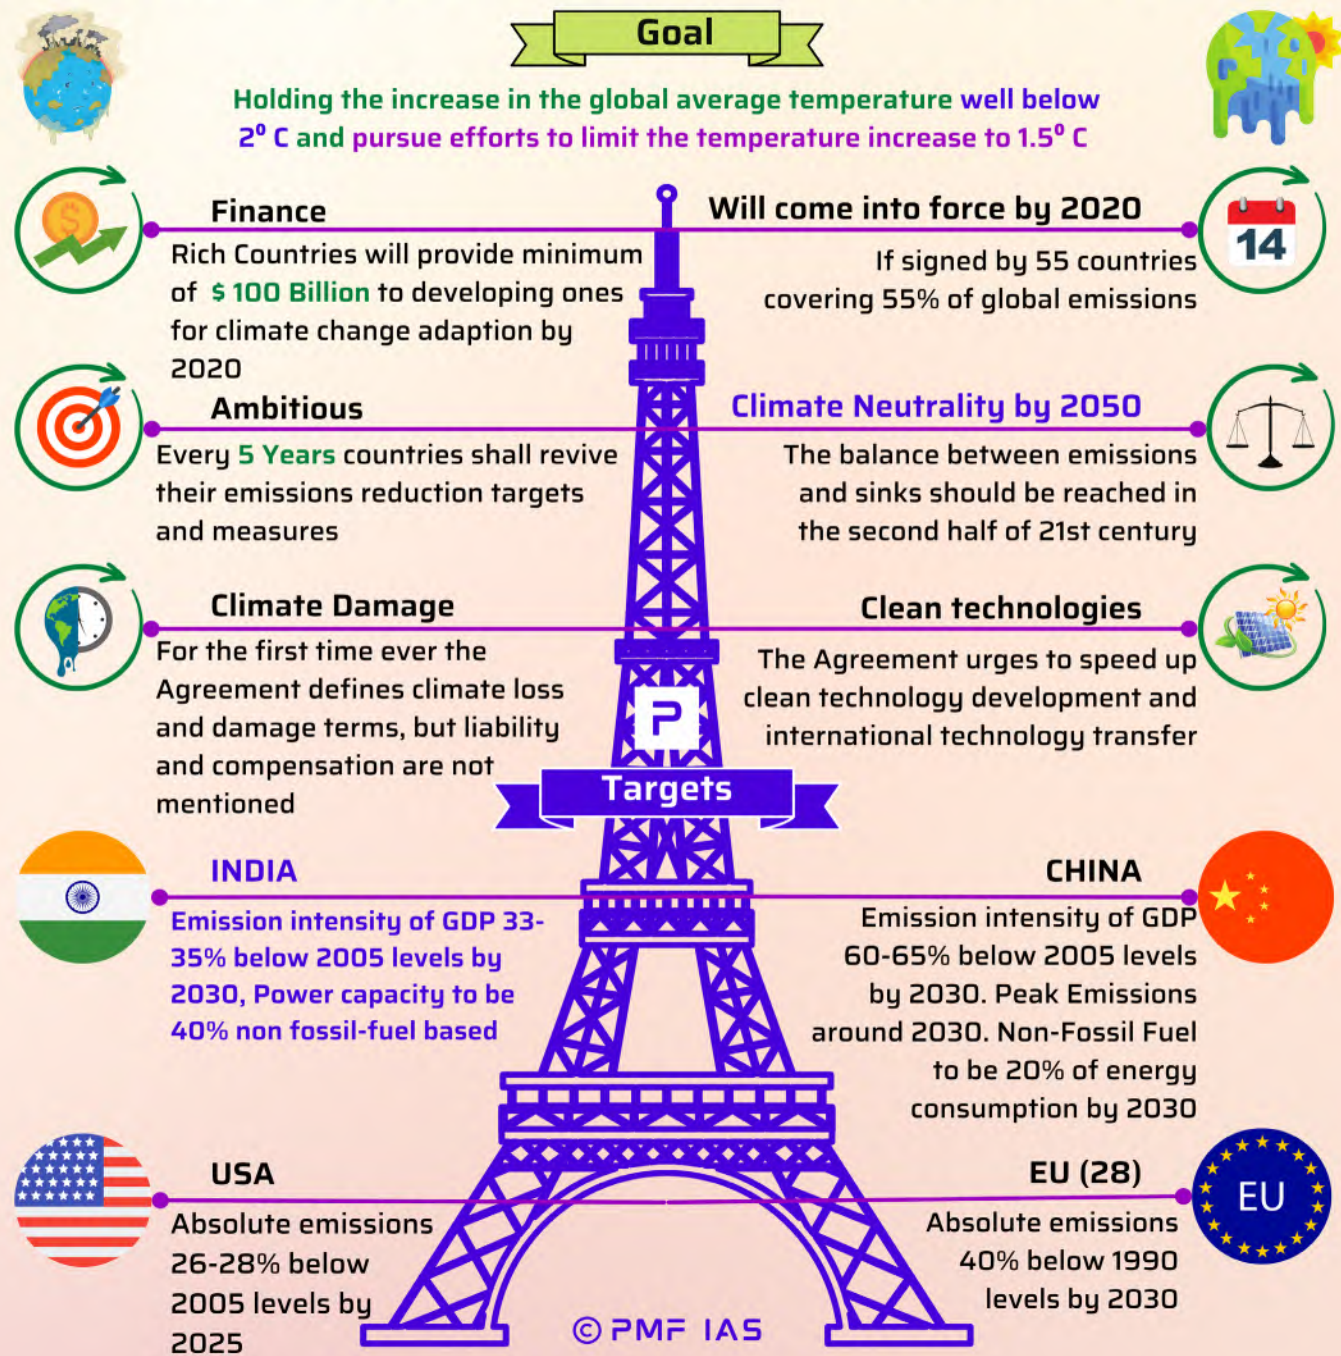 Goal
Holding the increase in the global average temperature well below
2⁰ C and pursue efforts to limit the temperature increase to 1.5⁰ C
Finance
Rich Countries will provide minimum
of $ 100 Billion to developing ones
for climate change adaption by
2020
Will come into force by 2020
If signed by 55 countries
covering 55% of global emissions
14
Ambitious
Every 5 Years countries shall revive
their emissions reduction targets
and measures
Climate Neutrality by 2050
The balance between emissions
and sinks should be reached in
the second half of 21st century
Climate Damage
For the first time ever the
Agreement defines climate loss
and damage terms, but liability
and compensation are not
mentioned
Clean technologies
The Agreement urges to speed up
clean technology development and
international technology transfer
P
Targets
INDIA
Emission intensity of GDP 33-
35% below 2005 levels by
2030, Power capacity to be
40% non fossil-fuel based
CHINA
Emission intensity of GDP
60-65% below 2005 levels
by 2030. Peak Emissions
around 2030. Non-Fossil Fuel
to be 20% of energy
consumption by 2030
USA
Absolute emissions
26-28% below
2005 levels by
2025
EU (28)
Absolute emissions
40% below 1990
levels by 2030
EU
© PMF IAS